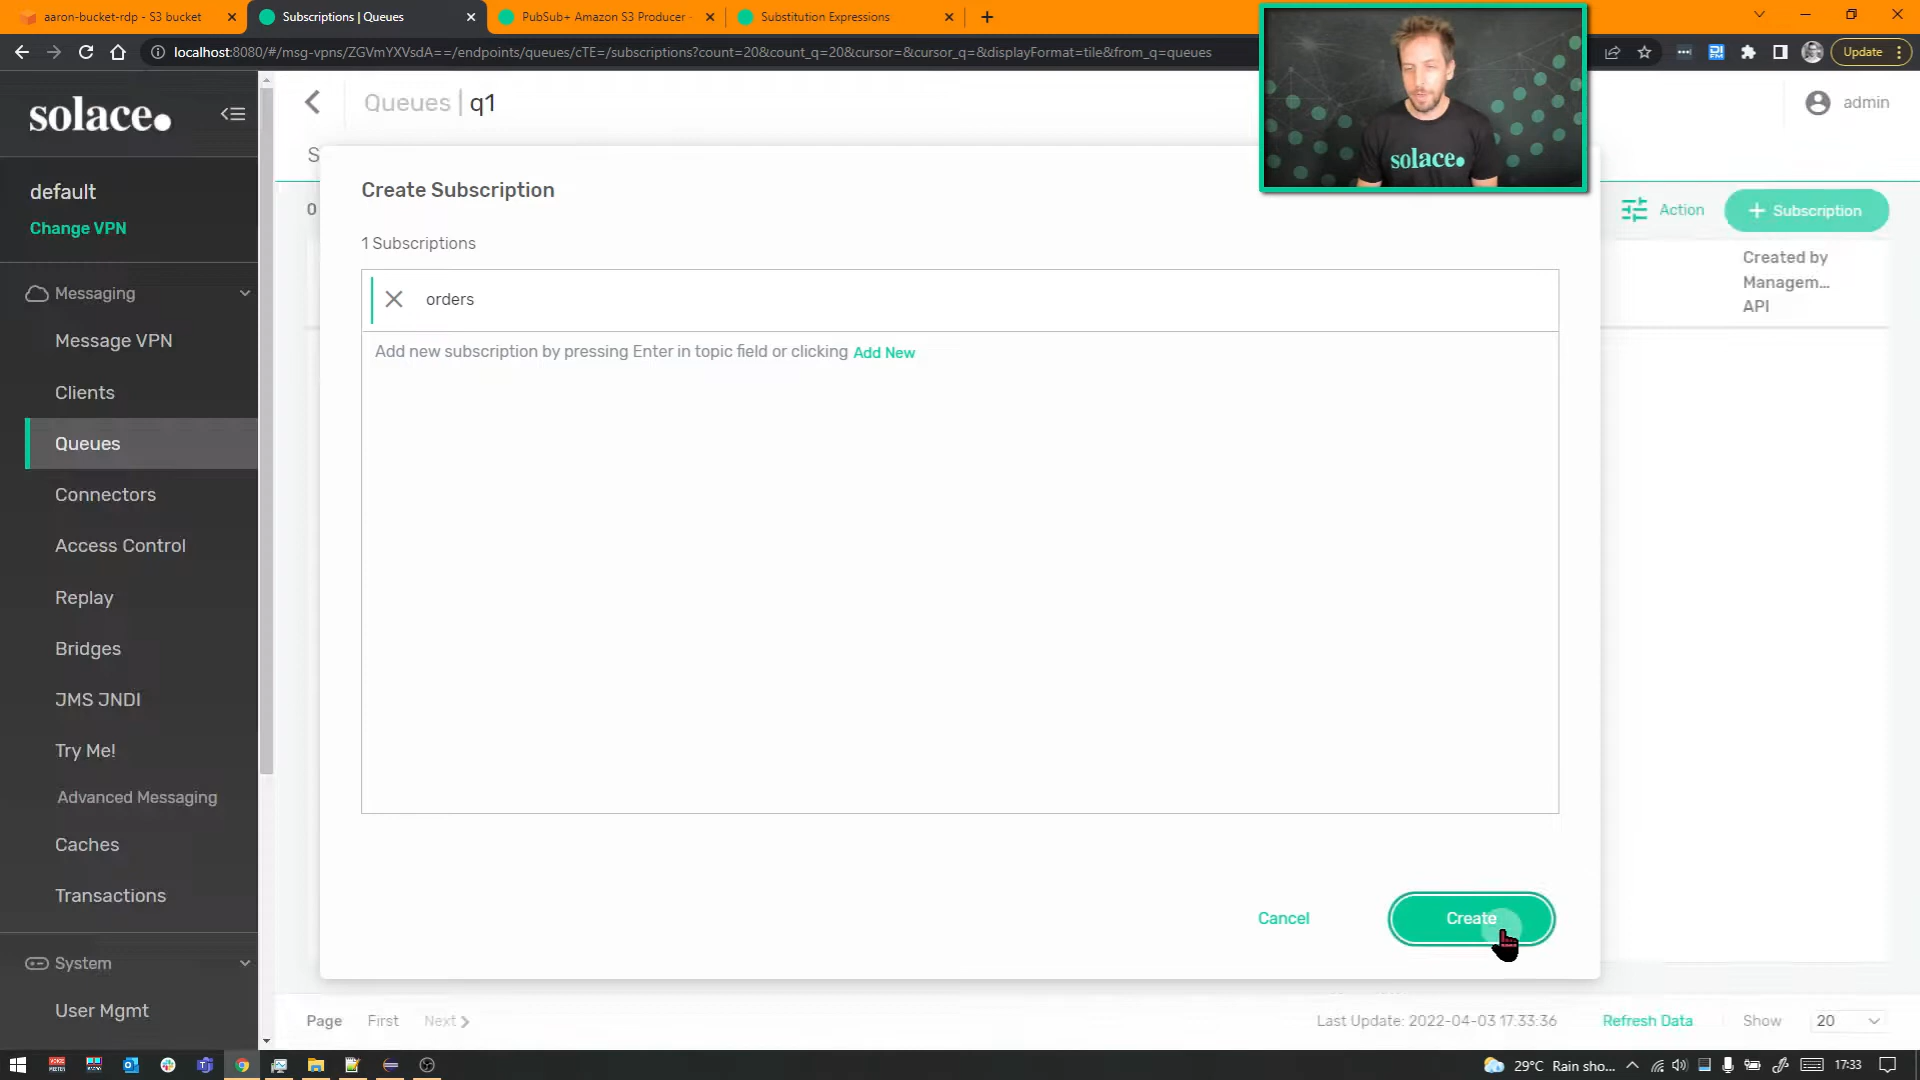 aaron-bucket-rdp - S3 bucket
Subscriptions | Queues
PubSub+ Amazon S3 Producer -
Substitution Expressions
localhost:8080/#/msg-vpns/ZGVmYXVsdA==/endpoints/queues/cTE=/subscriptions?count=20&count_q=20&cursor=&cursor_q=&displayFormat=tile&from_q=queues
Update
solace.
Queues | q1
admin
solace.
S
Create Subscription
default
Change VPN
0
Action
+ Subscription
1 Subscriptions
Created by
Managem...
API
orders
Add new subscription by pressing Enter in topic field or clicking Add New
Messaging
Message VPN
Clients
Queues
Connectors
Access Control
Replay
Bridges
JMS JNDI
Try Me!
Advanced Messaging
Caches
Transactions
System
User Mgmt
Cancel
Create
Page
First
Next
Last Update: 2022-04-03 17:33:36
Refresh Data
Show
20
29°C Rain sho...
17:33